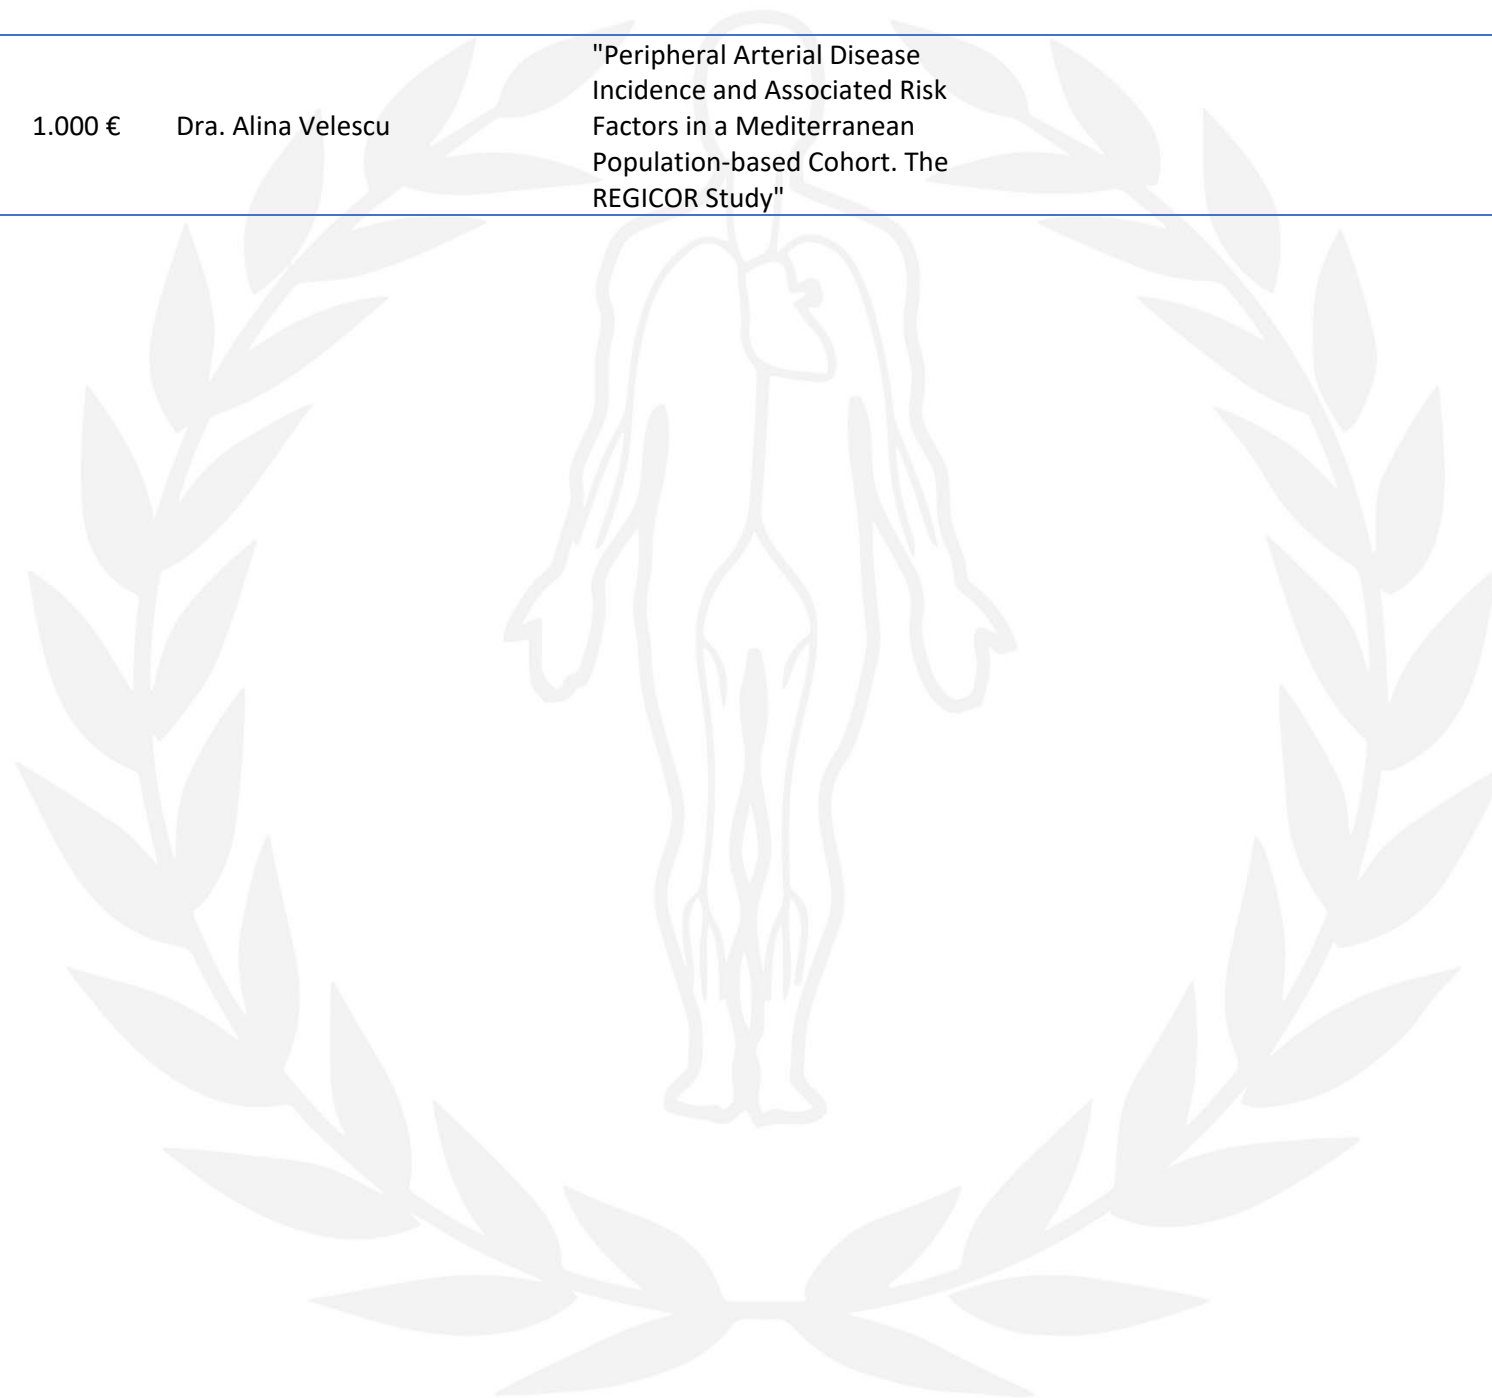 "Peripheral Arterial Disease
Incidence and Associated Risk
1.000 € Dra. Alina Velescu Factors in a Mediterranean
Population-based Cohort. The
REGICOR Study"